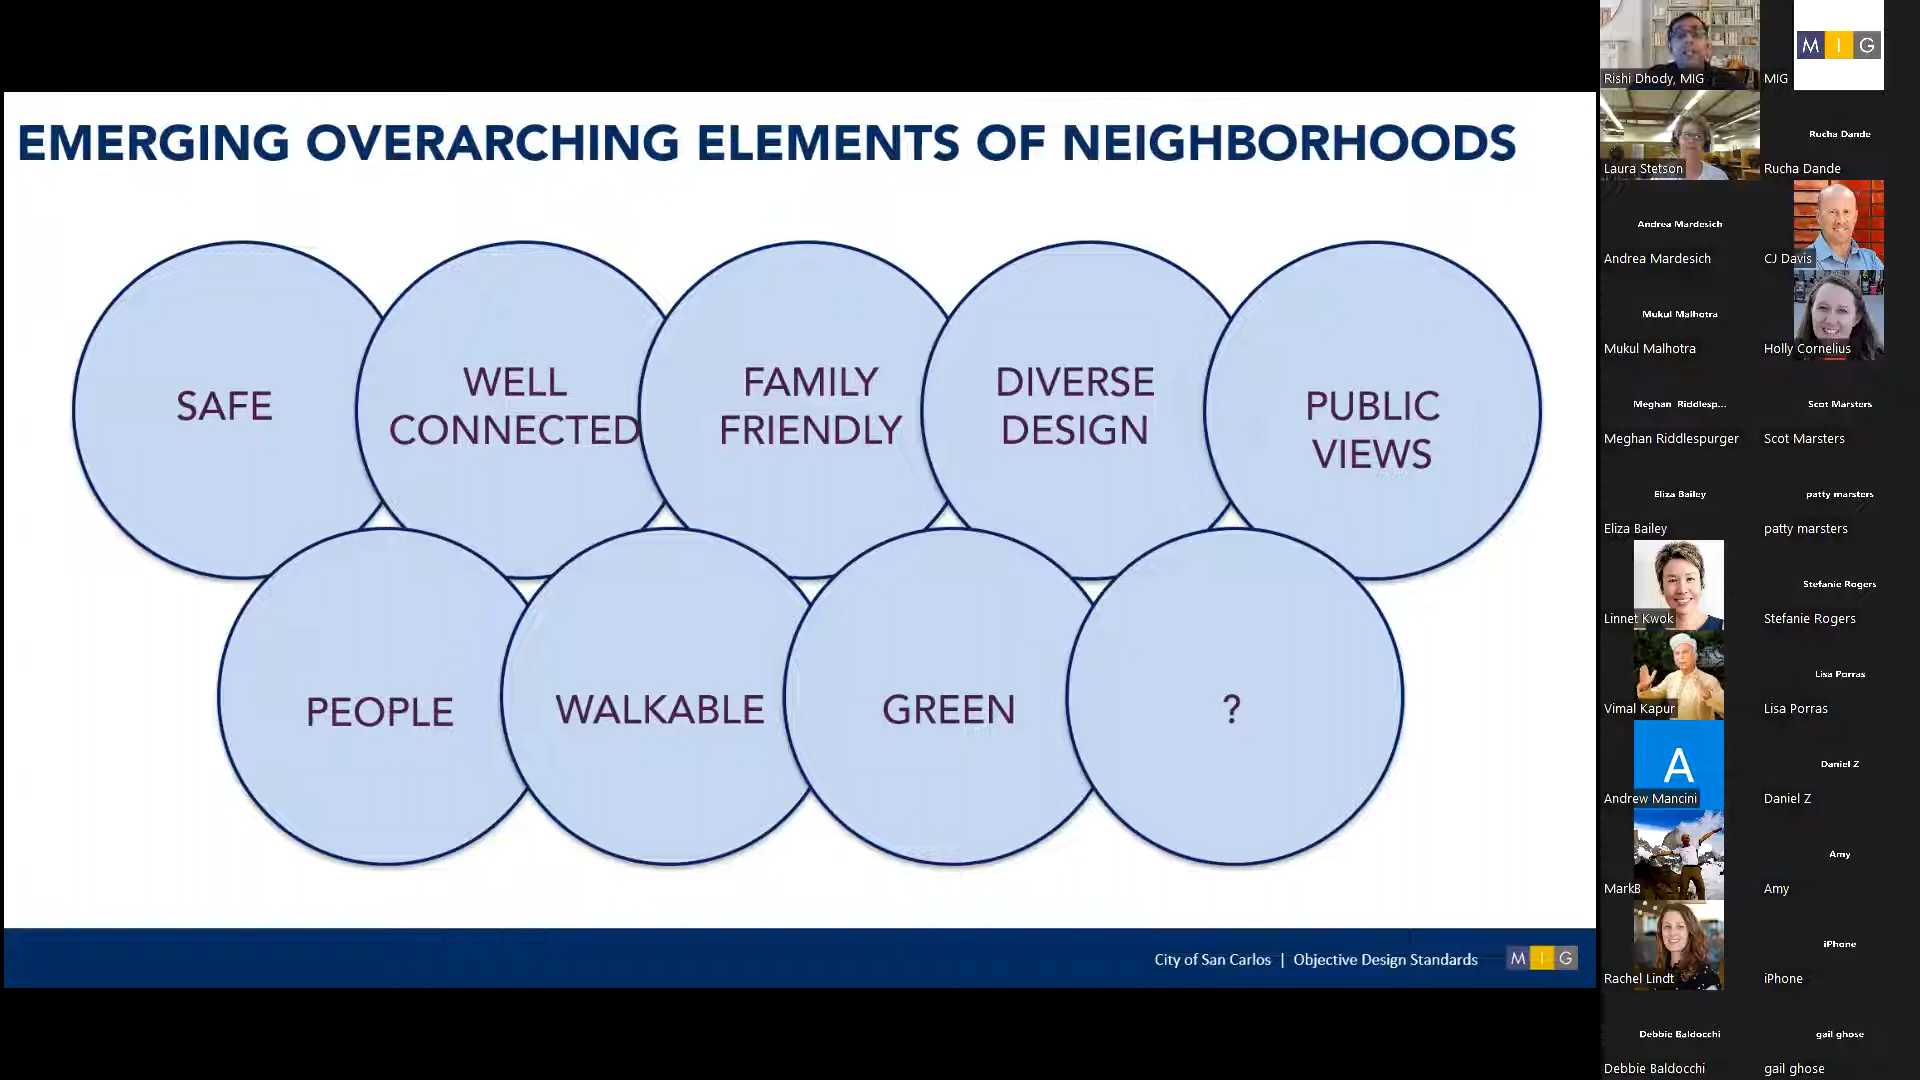 EMERGING OVERARCHING ELEMENTS OF NEIGHBORHOODS
SAFE
WELL
CONNECTED
FAMILY
FRIENDLY
DIVERSE
DESIGN
PUBLIC
VIEWS
PEOPLE
WALKABLE
GREEN
?
City of San Carlos | Objective Design Standards
M I G
Rishi Dhody, MIG
M I G
MIG
Laura Stetson
Rucha Dande
Rucha Dande
Andrea Mardesich
Andrea Mardesich
CJ Davis
Mukul Malhotra
Mukul Malhotra
Holly Cornelius
Meghan Riddlesp...
Meghan Riddlespurger
Scot Marsters
Scot Marsters
Eliza Bailey
Eliza Bailey
patty marsters
patty marsters
Linnet Kwok
Stefanie Rogers
Stefanie Rogers
Vimal Kapur
Lisa Porras
Lisa Porras
A
Andrew Mancini
Daniel Z
Daniel Z
MarkB
Amy
Amy
Rachel Lindt
iPhone
iPhone
Debbie Baldocchi
Debbie Baldocchi
gail ghose
gail ghose